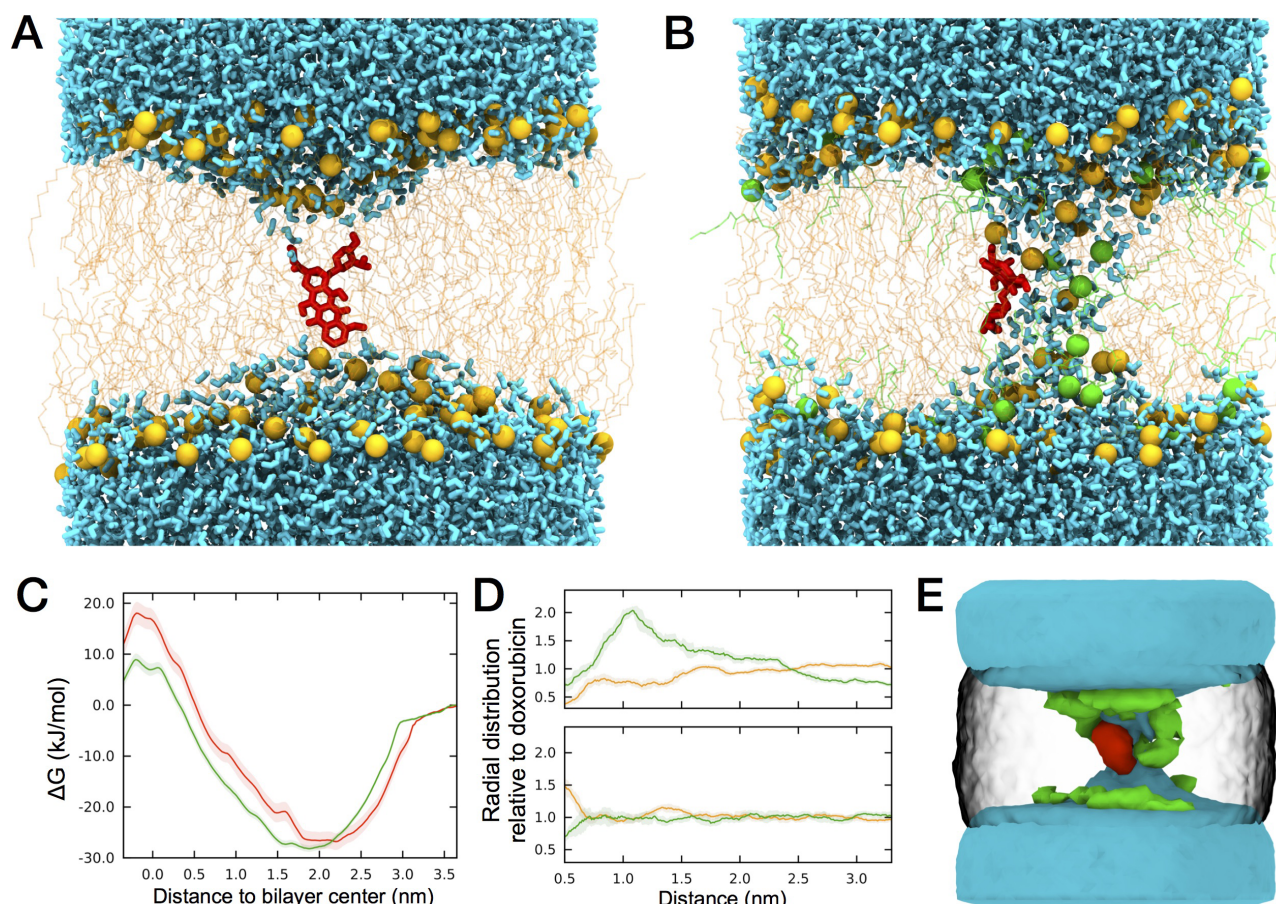 A
B
C
20.0
10.0
0.0
-10.0
-20.0
-30.0
ΔG (kJ/mol)
0.0 0.5 1.0 1.5 2.0 2.5 3.0 3.5
Distance to bilayer center (nm)
D
2.0
1.5
1.0
0.5
2.0
1.5
1.0
0.5
Radial distribution
relative to doxorubicin
0.5 1.0 1.5 2.0 2.5 3.0
Distance (nm)
E